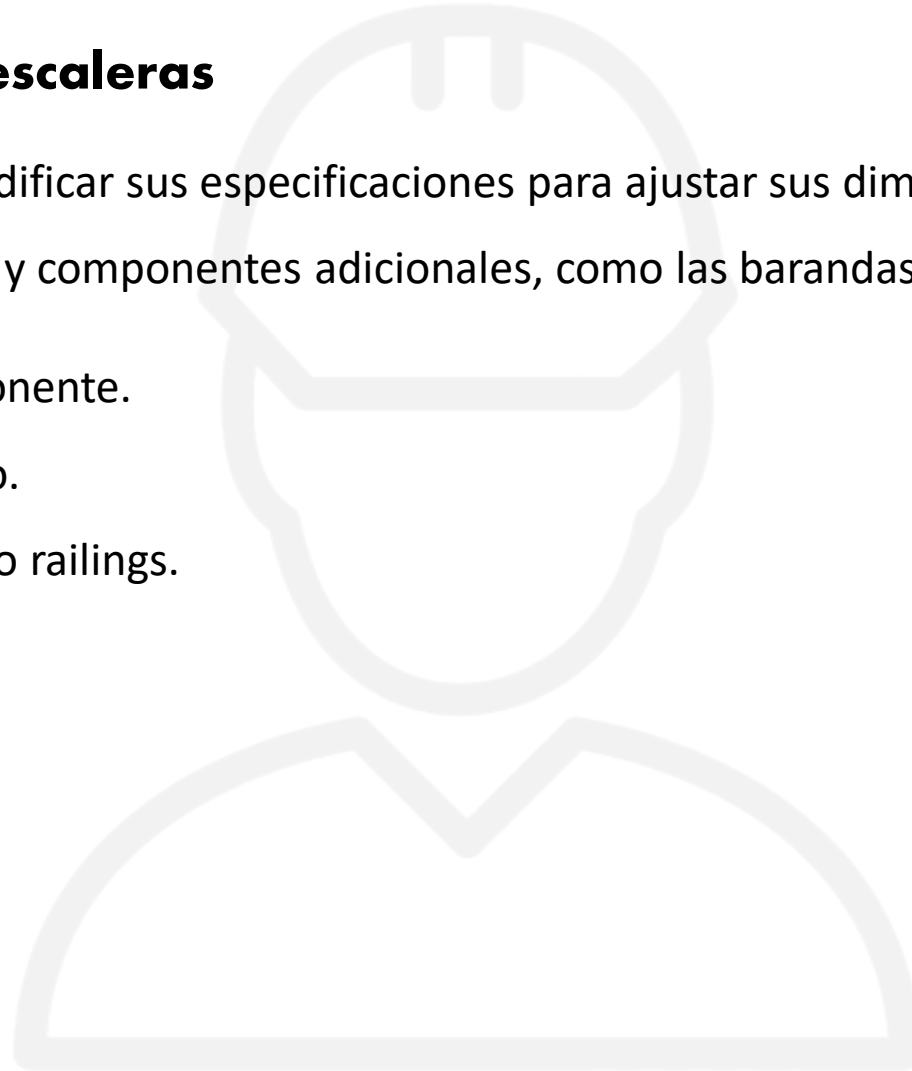 escaleras
dificar sus especificaciones para ajustar sus dim
y componentes adicionales, como las barandas
onente.
o.
o railings.